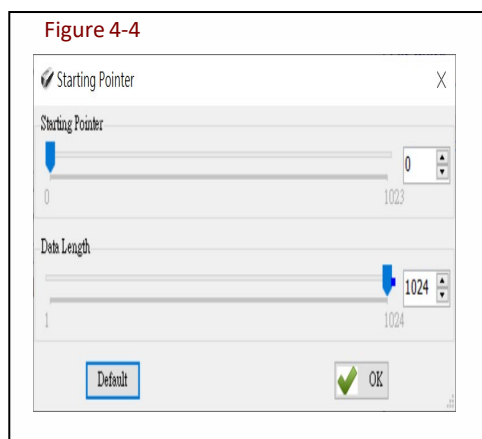 Figure 4-4
Starting Pointer
Starting Pointer
0
0 1023
Data Length
1024
1 1024
Default OK